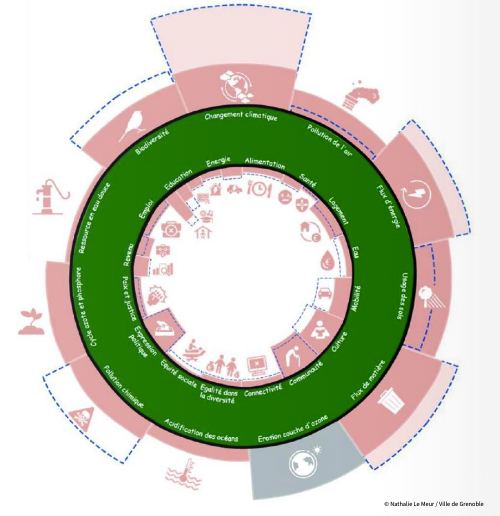 Changement climatique
Pollution de l'air
Flux d'énergie
Usage des sols
Flux de matière
Erosion couche d'ozone
Acidification des océans
Pollution chimique
Cycle azote et phosphore
Ressource en eau douce
Biodiversité
Energie
Alimentation
Santé
Logement
Eau
Mobilité
Culture
Communauté
Connectivité
Egalité dans
la diversité
Equité sociale
Expression
politique
Paix et justice
Revenu
Emploi
Education
© Nathalie Le Meur / Ville de Grenoble